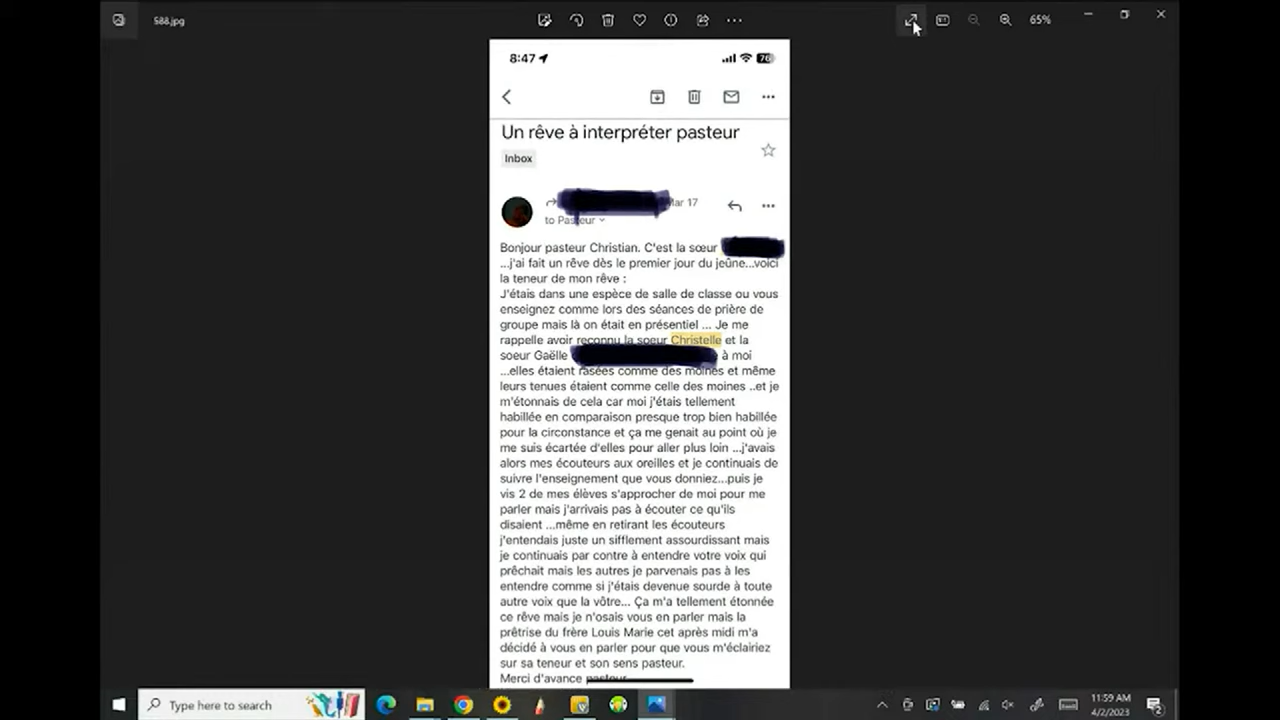 588.jpg
65%
8:47
76
Un rêve à interpréter pasteur
Inbox
Mar 17
to Pasteur
Bonjour pasteur Christian. C'est la sœur
...j'ai fait un rêve dès le premier jour du jeûne...voici
la teneur de mon rêve :
J'étais dans une espèce de salle de classe ou vous
enseignez comme lors des séances de prière de
groupe mais là on était en présentiel ... Je me
rappelle avoir reconnu la soeur Christelle et la
soeur Gaëlle à moi
...elles étaient rasées comme des moines et même
leurs tenues étaient comme celle des moines ..et je
m'étonnais de cela car moi j'étais tellement
habillée en comparaison presque trop bien habillée
pour la circonstance et ça me genait au point où je
me suis écartée d'elles pour aller plus loin ...j'avais
alors mes écouteurs aux oreilles et je continuais de
suivre l'enseignement que vous donniez...puis je
vis 2 de mes élèves s'approcher de moi pour me
parler mais j'arrivais pas à écouter ce qu'ils
disaient ...même en retirant les écouteurs
j'entendais juste un sifflement assourdissant mais
je continuais par contre à entendre votre voix qui
prêchait mais les autres je parvenais pas à les
entendre comme si j'étais devenue sourde à toute
autre voix que la vôtre... Ça m'a tellement étonnée
ce rêve mais je n'osais vous en parler mais la
prêtrise du frère Louis Marie cet après midi m'a
décidé à vous en parler pour que vous m'éclairiez
sur sa teneur et son sens pasteur.
Merci d'avance pasteur
Type here to search
11:59 AM
4/2/2023
2